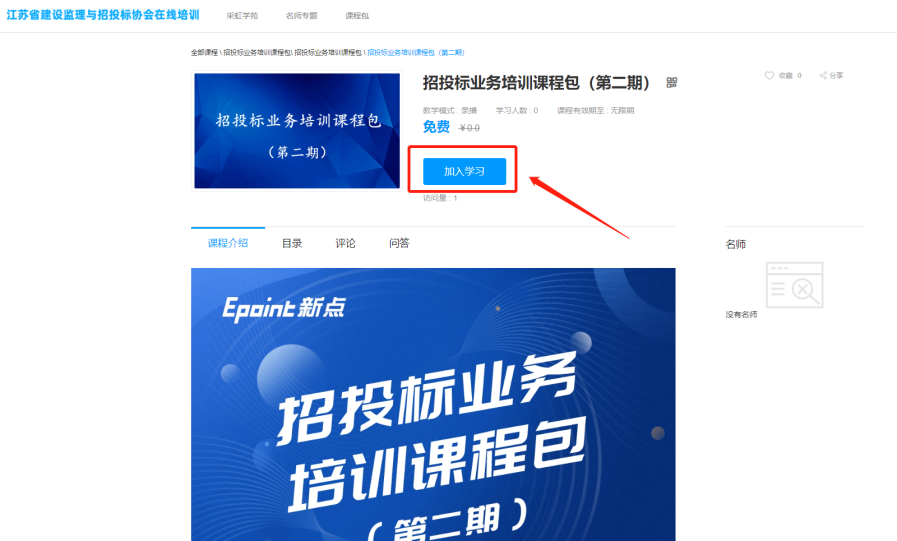 江苏省建设监理与招投标协会在线培训 采虹学苑 名师专题 课程包
全部课程 \ 招投标业务培训课程包\ 招投标业务培训课程包 \ 招投标业务培训课程包（第二期）
招投标业务培训课程包
（第二期）
招投标业务培训课程包（第二期）
收藏 0 分享
教学模式 : 录播 学习人数 : 0 课程有效期至 : 无限期
免费 ¥0.0
加入学习
访问量 : 1
课程介绍 目录 评论 问答
名师
没有名师
Epoint新点
招投标业务
培训课程包
（第二期）